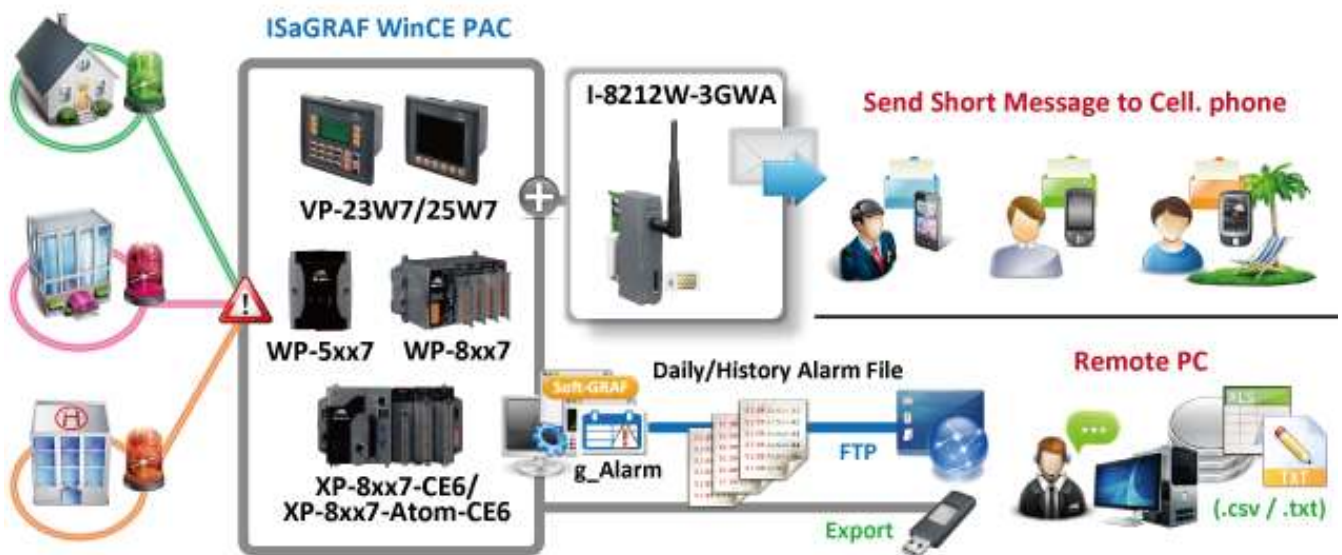 ISaGRAF WinCE PAC
I-8212W-3GWA
Send Short Message to Cell. phone
VP-23W7/25W7
WP-5xx7
WP-8xx7
Daily/History Alarm File
Remote PC
Soft-GRAF
XLS
FTP
g_Alarm
TXT
XP-8xx7-CE6/
XP-8xx7-Atom-CE6
Export
(.csv / .txt)
H